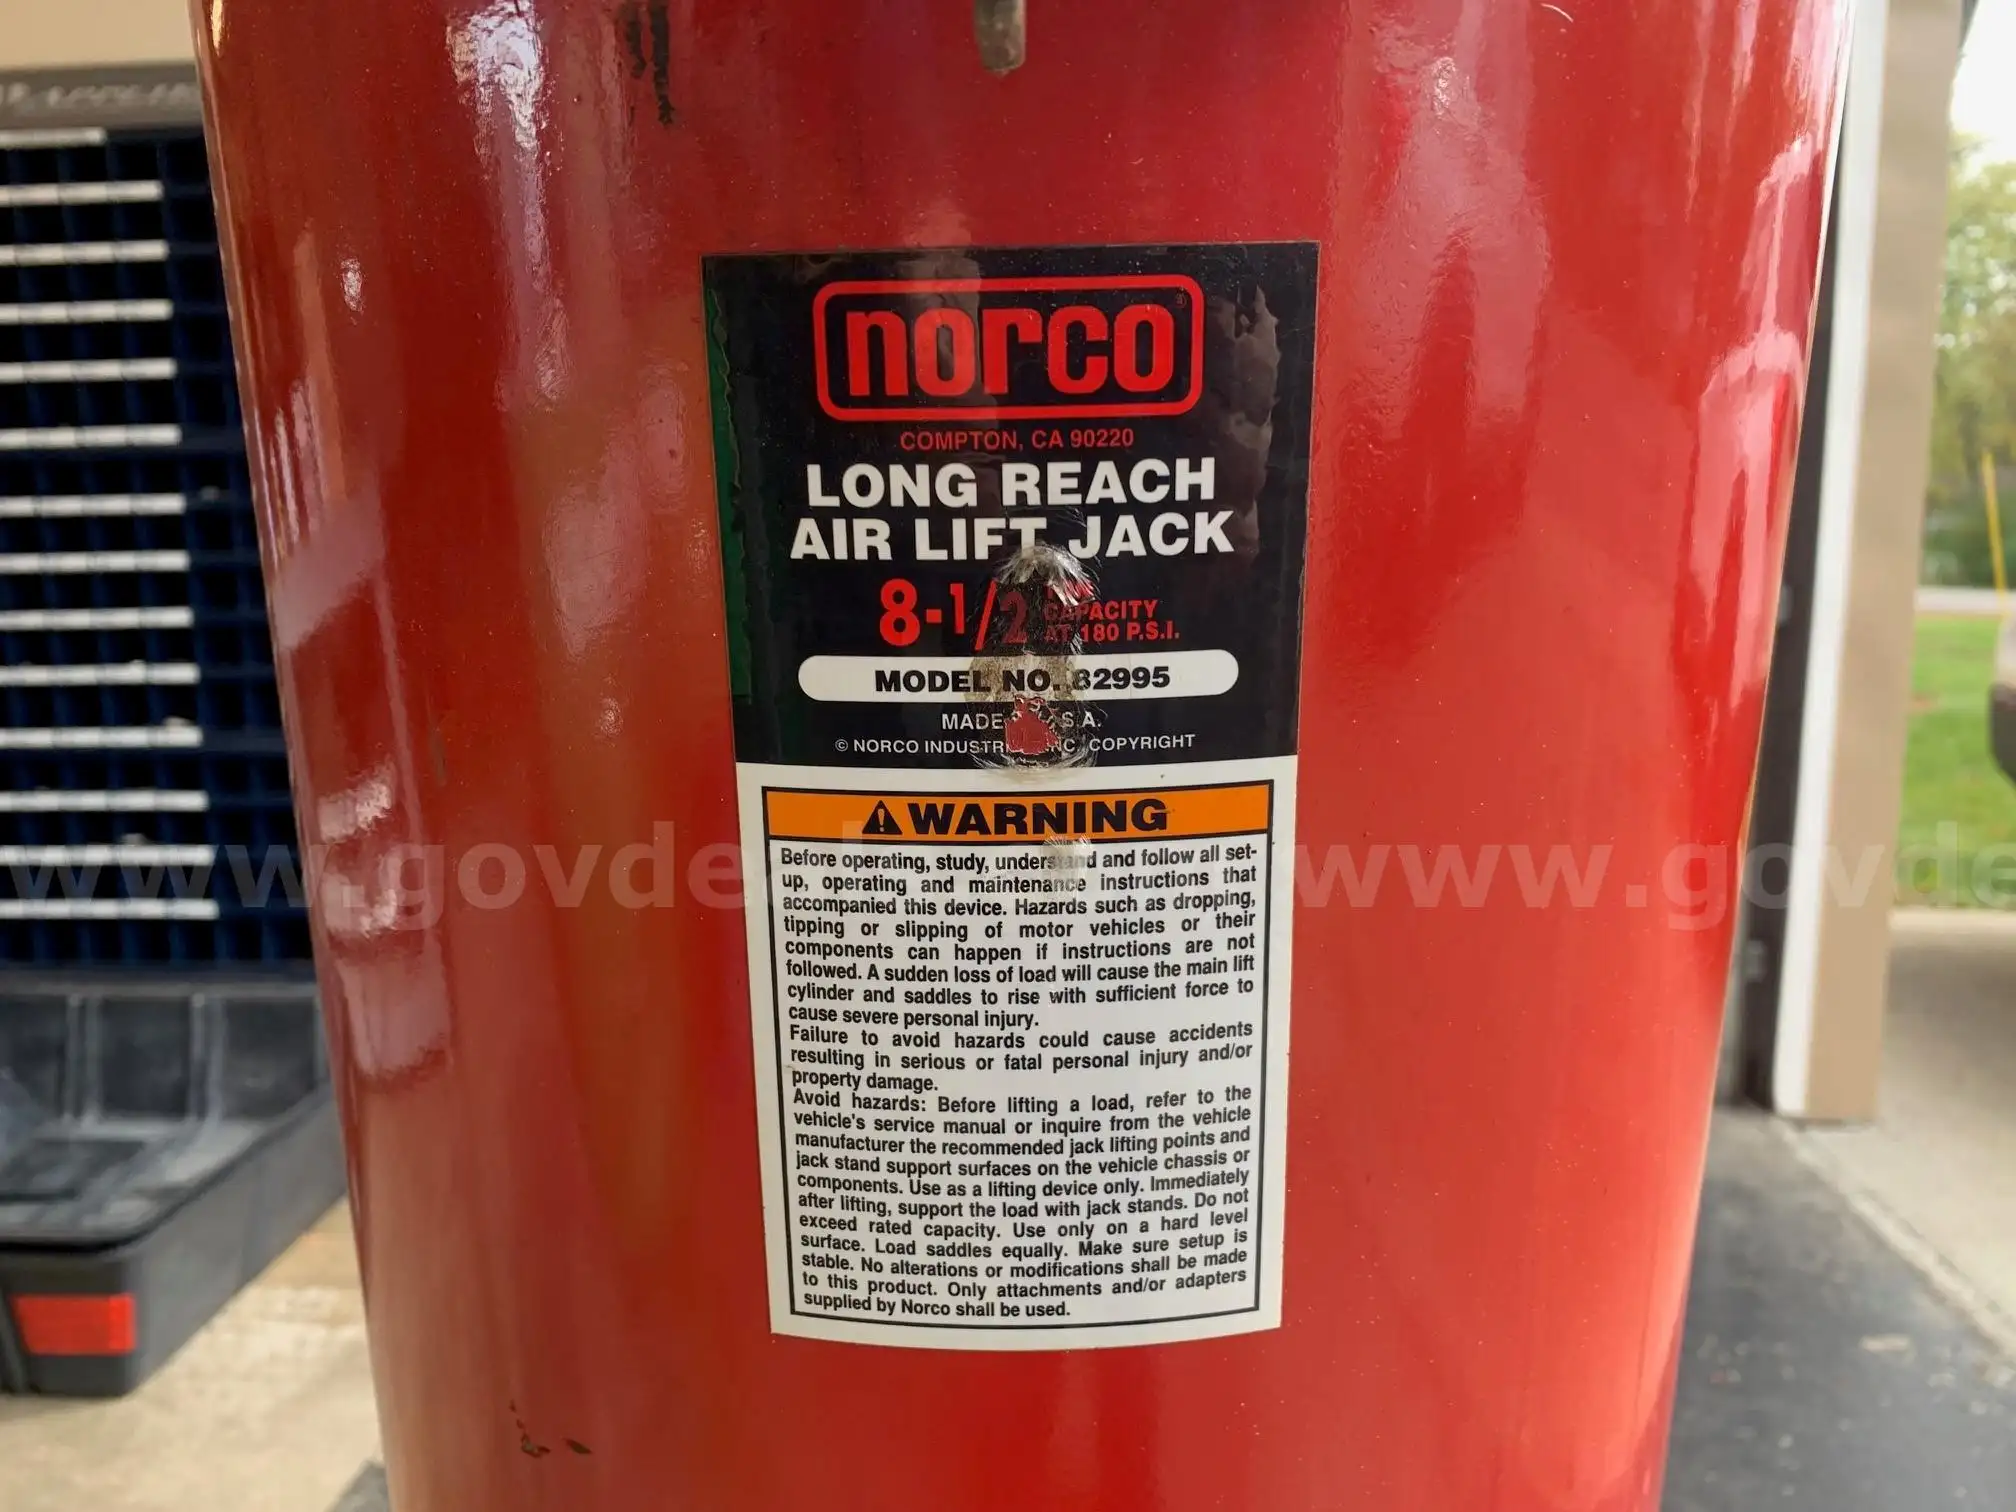 norco®
COMPTON, CA 90220
LONG REACH
AIR LIFT JACK
8-1/2
CAPACITY
AT 180 P.S.I.
MODEL NO. 82995
MADE S.A.
© NORCO INDUSTRI INC COPYRIGHT
WARNING
Before operating, study, understand and follow all set-
up, operating and maintenance instructions that
accompanied this device. Hazards such as dropping,
tipping or slipping of motor vehicles or their
components can happen if instructions are not
followed. A sudden loss of load will cause the main lift
cylinder and saddles to rise with sufficient force to
cause severe personal injury.
Failure to avoid hazards could cause accidents
resulting in serious or fatal personal injury and/or
property damage.
Avoid hazards: Before lifting a load, refer to the
vehicle's service manual or inquire from the vehicle
manufacturer the recommended jack lifting points and
jack stand support surfaces on the vehicle chassis or
components. Use as a lifting device only. Immediately
after lifting, support the load with jack stands. Do not
exceed rated capacity. Use only on a hard level
surface. Load saddles equally. Make sure setup is
stable. No alterations or modifications shall be made
to this product. Only attachments and/or adapters
supplied by Norco shall be used.
www.govde www.govde